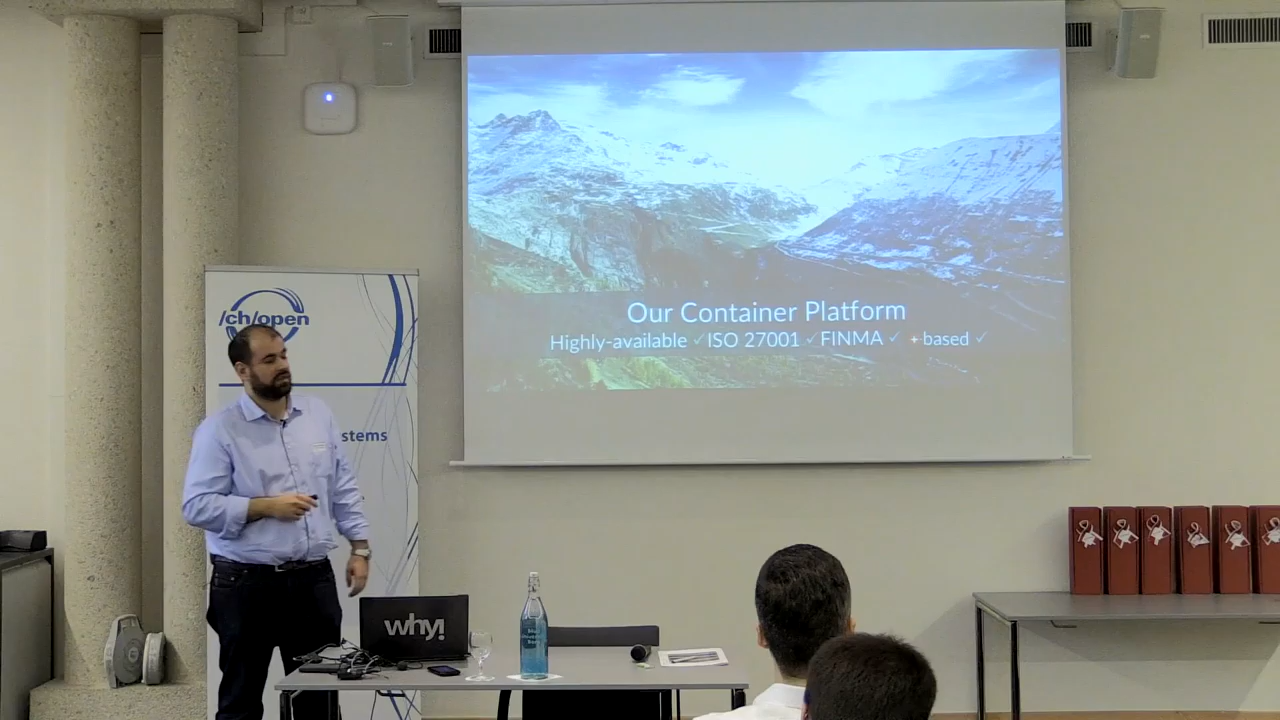 Our Container Platform
Highly-available ✓ ISO 27001 ✓ FINMA ✓ + based ✓
/ch/open
stems
why!